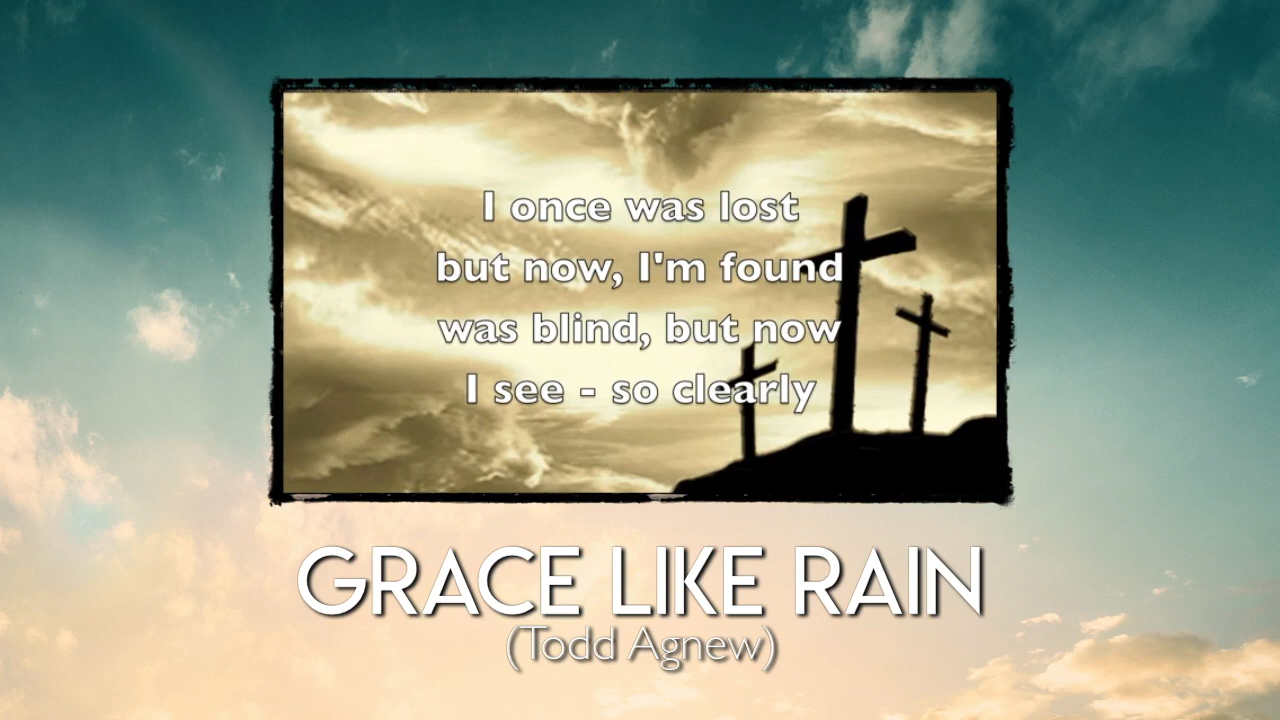 I once was lost
but now, I'm found
was blind, but now
I see - so clearly
GRACE LIKE RAIN
(Todd Agnew)